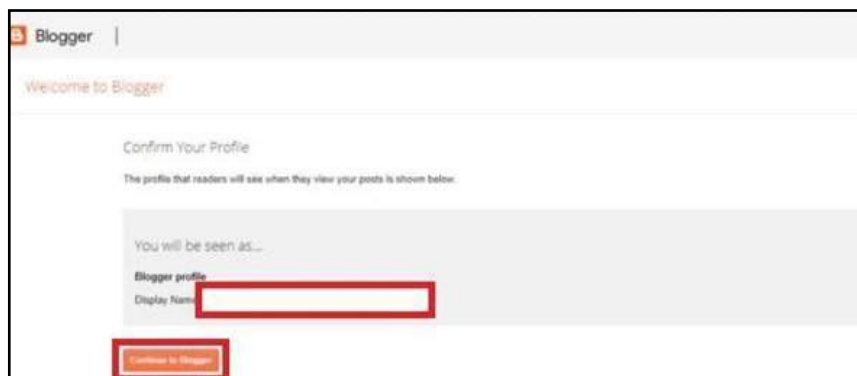 Blogger |
Welcome to Blogger
Confirm Your Profile
The profile that readers will see when they view your posts is shown below.
You will be seen as...
Blogger profile
Display Name
Continue to Blogger